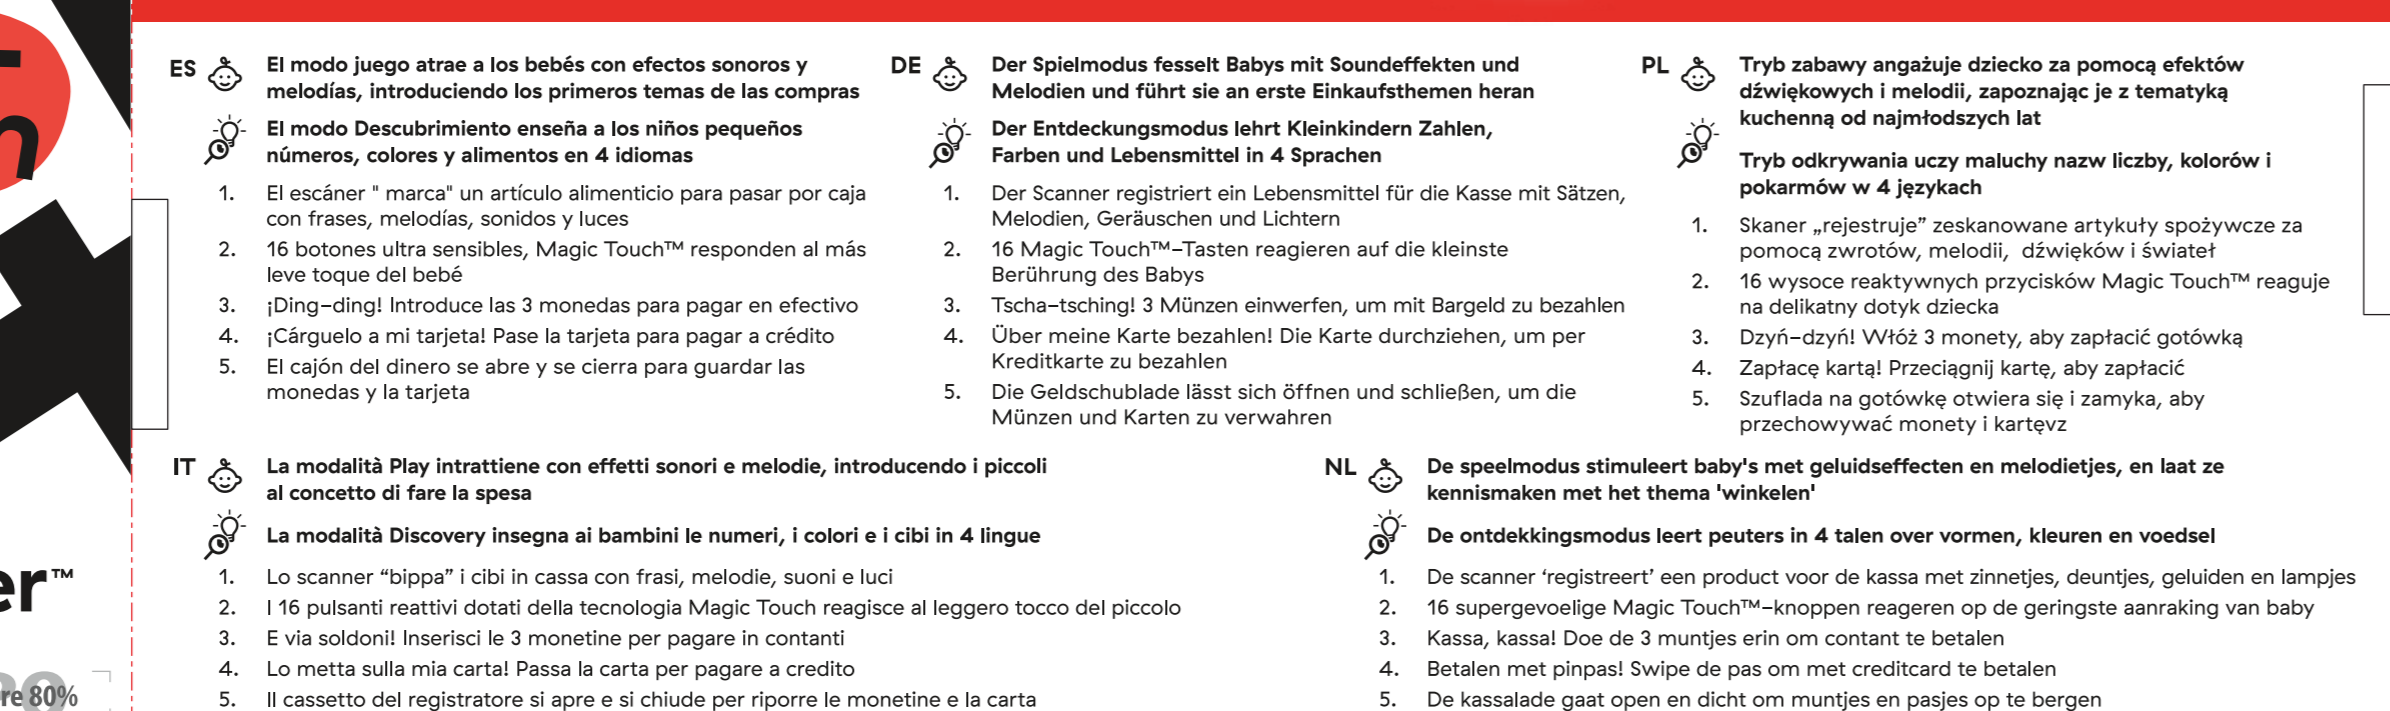 ES
El modo juego atrae a los bebés con efectos sonoros y
melodías, introduciendo los primeros temas de las compras
El modo Descubrimiento enseña a los niños pequeños
números, colores y alimentos en 4 idiomas
1. El escáner " marca" un artículo alimenticio para pasar por caja
con frases, melodías, sonidos y luces
2. 16 botones ultra sensibles, Magic Touch™ responden al más
leve toque del bebé
3. ¡Ding-ding! Introduce las 3 monedas para pagar en efectivo
4. ¡Cárguelo a mi tarjeta! Pase la tarjeta para pagar a crédito
5. El cajón del dinero se abre y se cierra para guardar las
monedas y la tarjeta
DE
Der Spielmodus fesselt Babys mit Soundeffekten und
Melodien und führt sie an erste Einkaufsthemen heran
Der Entdeckungsmodus lehrt Kleinkindern Zahlen,
Farben und Lebensmittel in 4 Sprachen
1. Der Scanner registriert ein Lebensmittel für die Kasse mit Sätzen,
Melodien, Geräuschen und Lichtern
2. 16 Magic Touch™-Tasten reagieren auf die kleinste
Berührung des Babys
3. Tscha-tsching! 3 Münzen einwerfen, um mit Bargeld zu bezahlen
4. Über meine Karte bezahlen! Die Karte durchziehen, um per
Kreditkarte zu bezahlen
5. Die Geldschublade lässt sich öffnen und schließen, um die
Münzen und Karten zu verwahren
PL
Tryb zabawy angażuje dziecko za pomocą efektów
dźwiękowych i melodii, zapoznając je z tematyką
kuchenną od najmłodszych lat
Tryb odkrywania uczy maluchy nazw liczby, kolorów i
pokarmów w 4 językach
1. Skaner „rejestruje” zeskanowane artykuły spożywcze za
pomocą zwrotów, melodii, dźwięków i świateł
2. 16 wysoce reaktywnych przycisków Magic Touch™ reaguje
na delikatny dotyk dziecka
3. Dzyń-dzyń! Włóż 3 monety, aby zapłacić gotówką
4. Zapłacę kartą! Przeciągnij kartę, aby zapłacić
5. Szuflada na gotówkę otwiera się i zamyka, aby
przechowywać monety i kartęvz
IT
La modalità Play intrattiene con effetti sonori e melodie, introducendo i piccoli
al concetto di fare la spesa
La modalità Discovery insegna ai bambini le numeri, i colori e i cibi in 4 lingue
1. Lo scanner “bippa” i cibi in cassa con frasi, melodie, suoni e luci
2. I 16 pulsanti reattivi dotati della tecnologia Magic Touch reagisce al leggero tocco del piccolo
3. E via soldoni! Inserisci le 3 monetine per pagare in contanti
4. Lo metta sulla mia carta! Passa la carta per pagare a credito
5. Il cassetto del registratore si apre e si chiude per riporre le monetine e la carta
NL
De speelmodus stimuleert baby's met geluidseffecten en melodietjes, en laat ze
kennismaken met het thema 'winkelen'
De ontdekkingsmodus leert peuters in 4 talen over vormen, kleuren en voedsel
1. De scanner ‘registreert’ een product voor de kassa met zinnetjes, deuntjes, geluiden en lampjes
2. 16 supergevoelige Magic Touch™-knoppen reageren op de geringste aanraking van baby
3. Kassa, kassa! Doe de 3 muntjes erin om contant te betalen
4. Betalen met pinpas! Swipe de pas om met creditcard te betalen
5. De kassalade gaat open en dicht om muntjes en pasjes op te bergen
er™
re 80%